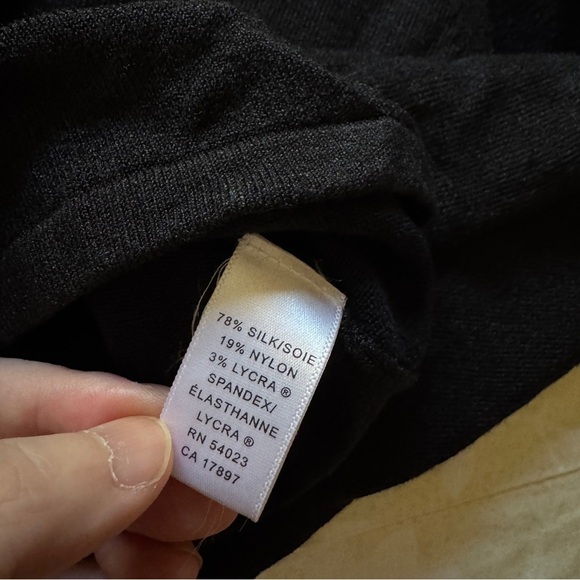 78% SILK/SOIE
19% NYLON
3% LYCRA ®
SPANDEX/
ÉLASTHANNE
LYCRA ®
RN 54023
CA 17897